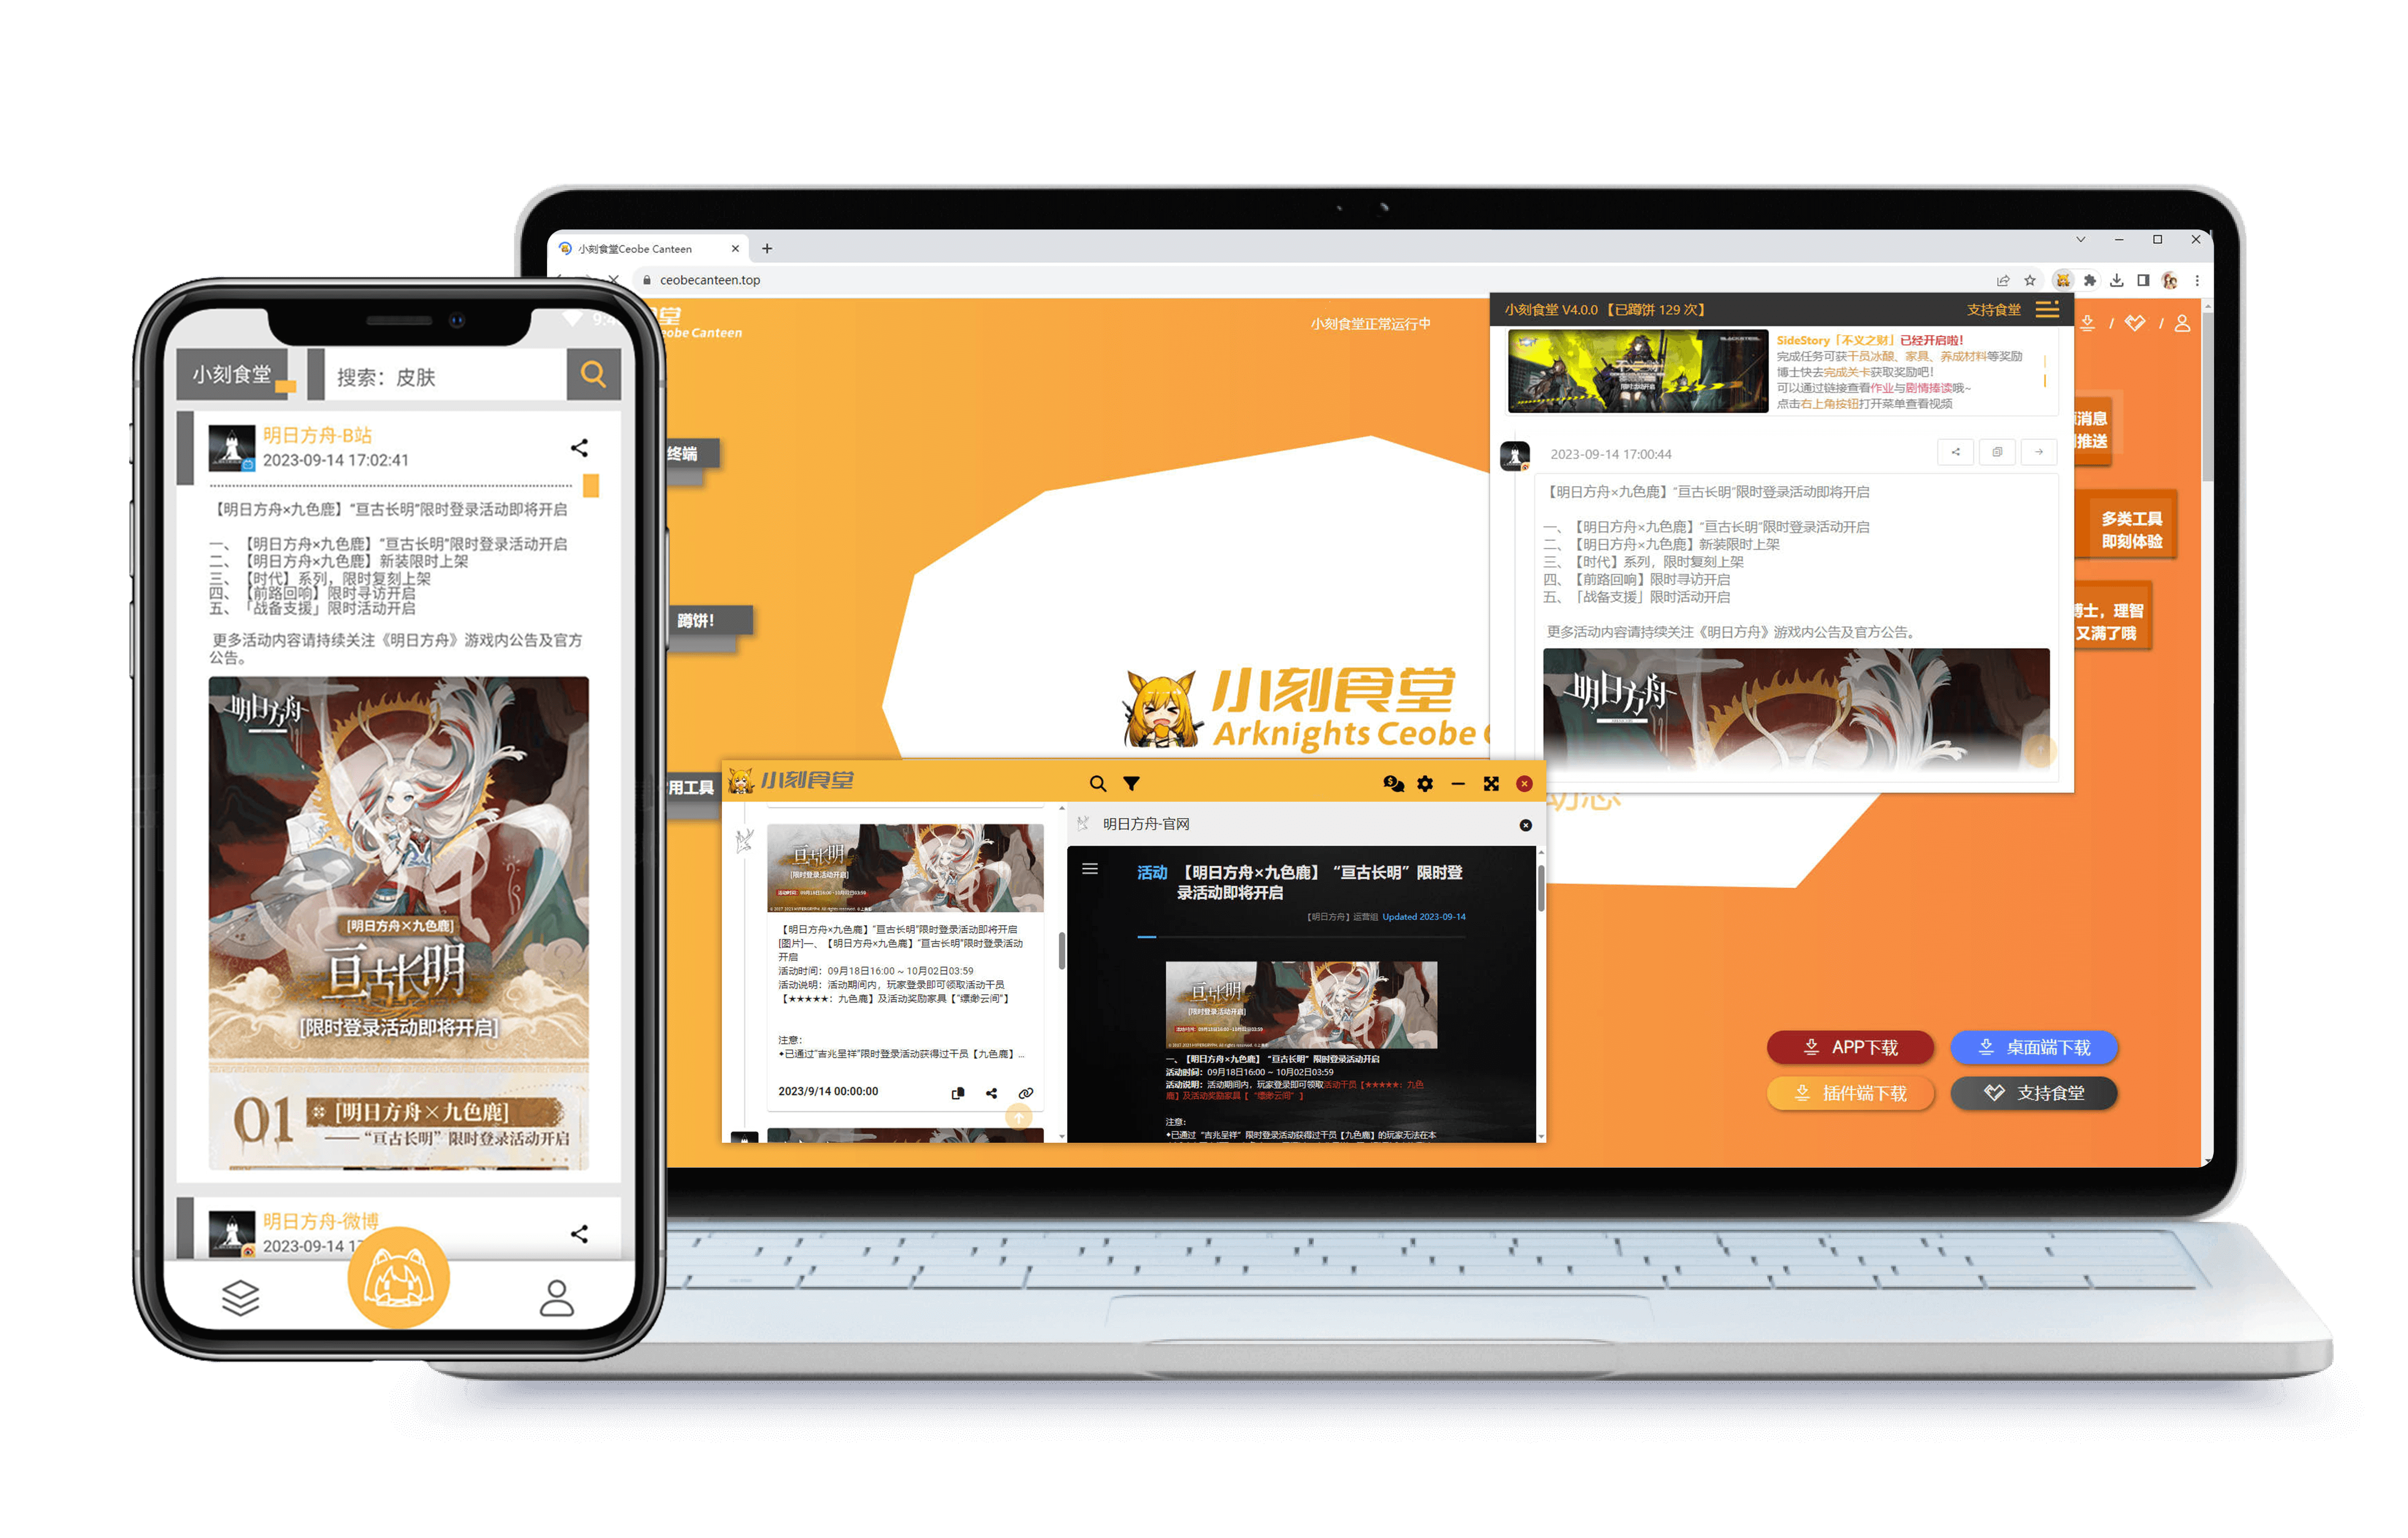 小刻食堂
搜索：皮肤
明日方舟-B站
2023-09-14 17:02:41
【明日方舟×九色鹿】“亘古长明”限时登录活动即将开启
一、【明日方舟×九色鹿】“亘古长明”限时登录活动开启
二、【明日方舟×九色鹿】新装限时上架
三、【时代】系列，限时复刻上架
四、【前路回响】限时寻访开启
五、「战备支援」限时活动开启
更多活动内容请持续关注《明日方舟》游戏内公告及官方
公告。
明日方舟
[明日方舟×九色鹿]
亘古长明
[限时登录活动即将开启]
01
[明日方舟×九色鹿]
——“亘古长明”限时登录活动开启
明日方舟-微博
2023-09-14 17
小刻食堂Ceobe Canteen
ceobecanteen.top
堂
eobe Canteen
小刻食堂正常运行中
终端
蹲饼！
用工具
小刻食堂
Arknights Ceobe
小刻食堂 V4.0.0 【已蹲饼 129 次】
支持食堂
SideStory「不义之财」已经开启啦！
完成任务可获干员冰酿、家具、养成材料等奖励
博士快去完成关卡获取奖励吧！
可以通过链接查看作业与剧情捧读哦~
点击右上角按钮打开菜单查看视频
2023-09-14 17:00:44
【明日方舟×九色鹿】“亘古长明”限时登录活动即将开启
一、【明日方舟×九色鹿】“亘古长明”限时登录活动开启
二、【明日方舟×九色鹿】新装限时上架
三、【时代】系列，限时复刻上架
四、【前路回响】限时寻访开启
五、「战备支援」限时活动开启
更多活动内容请持续关注《明日方舟》游戏内公告及官方公告。
明日方舟
消息
推送
多类工具
即刻体验
博士，理智
又满了哦
小刻食堂
亘古长明
[限时登录活动开启]
【明日方舟×九色鹿】“亘古长明”限时登录活动即将开启
[图片]一、【明日方舟×九色鹿】“亘古长明”限时登录活动
开启
活动时间：09月18日16:00 ~ 10月02日03:59
活动说明：活动期间内，玩家登录即可领取活动干员
【★★★★★：九色鹿】及活动奖励家具【“缥缈云间”】
注意：
◆已通过“吉兆呈祥”限时登录活动获得过干员【九色鹿】...
2023/9/14 00:00:00
明日方舟-官网
活动 【明日方舟×九色鹿】“亘古长明”限时登
录活动即将开启
【明日方舟】运营组 Updated 2023-09-14
亘古长明
[限时登录活动开启]
一、【明日方舟×九色鹿】“亘古长明”限时登录活动开启
活动时间：09月18日16:00 ~ 10月02日03:59
活动说明：活动期间内，玩家登录即可领取活动干员【★★★★★：九色
鹿】及活动奖励家具【“缥缈云间”】
注意：
◆已通过“吉兆呈祥”限时登录活动获得过干员【九色鹿】的玩家无法在本
APP下载
桌面端下载
插件端下载
支持食堂